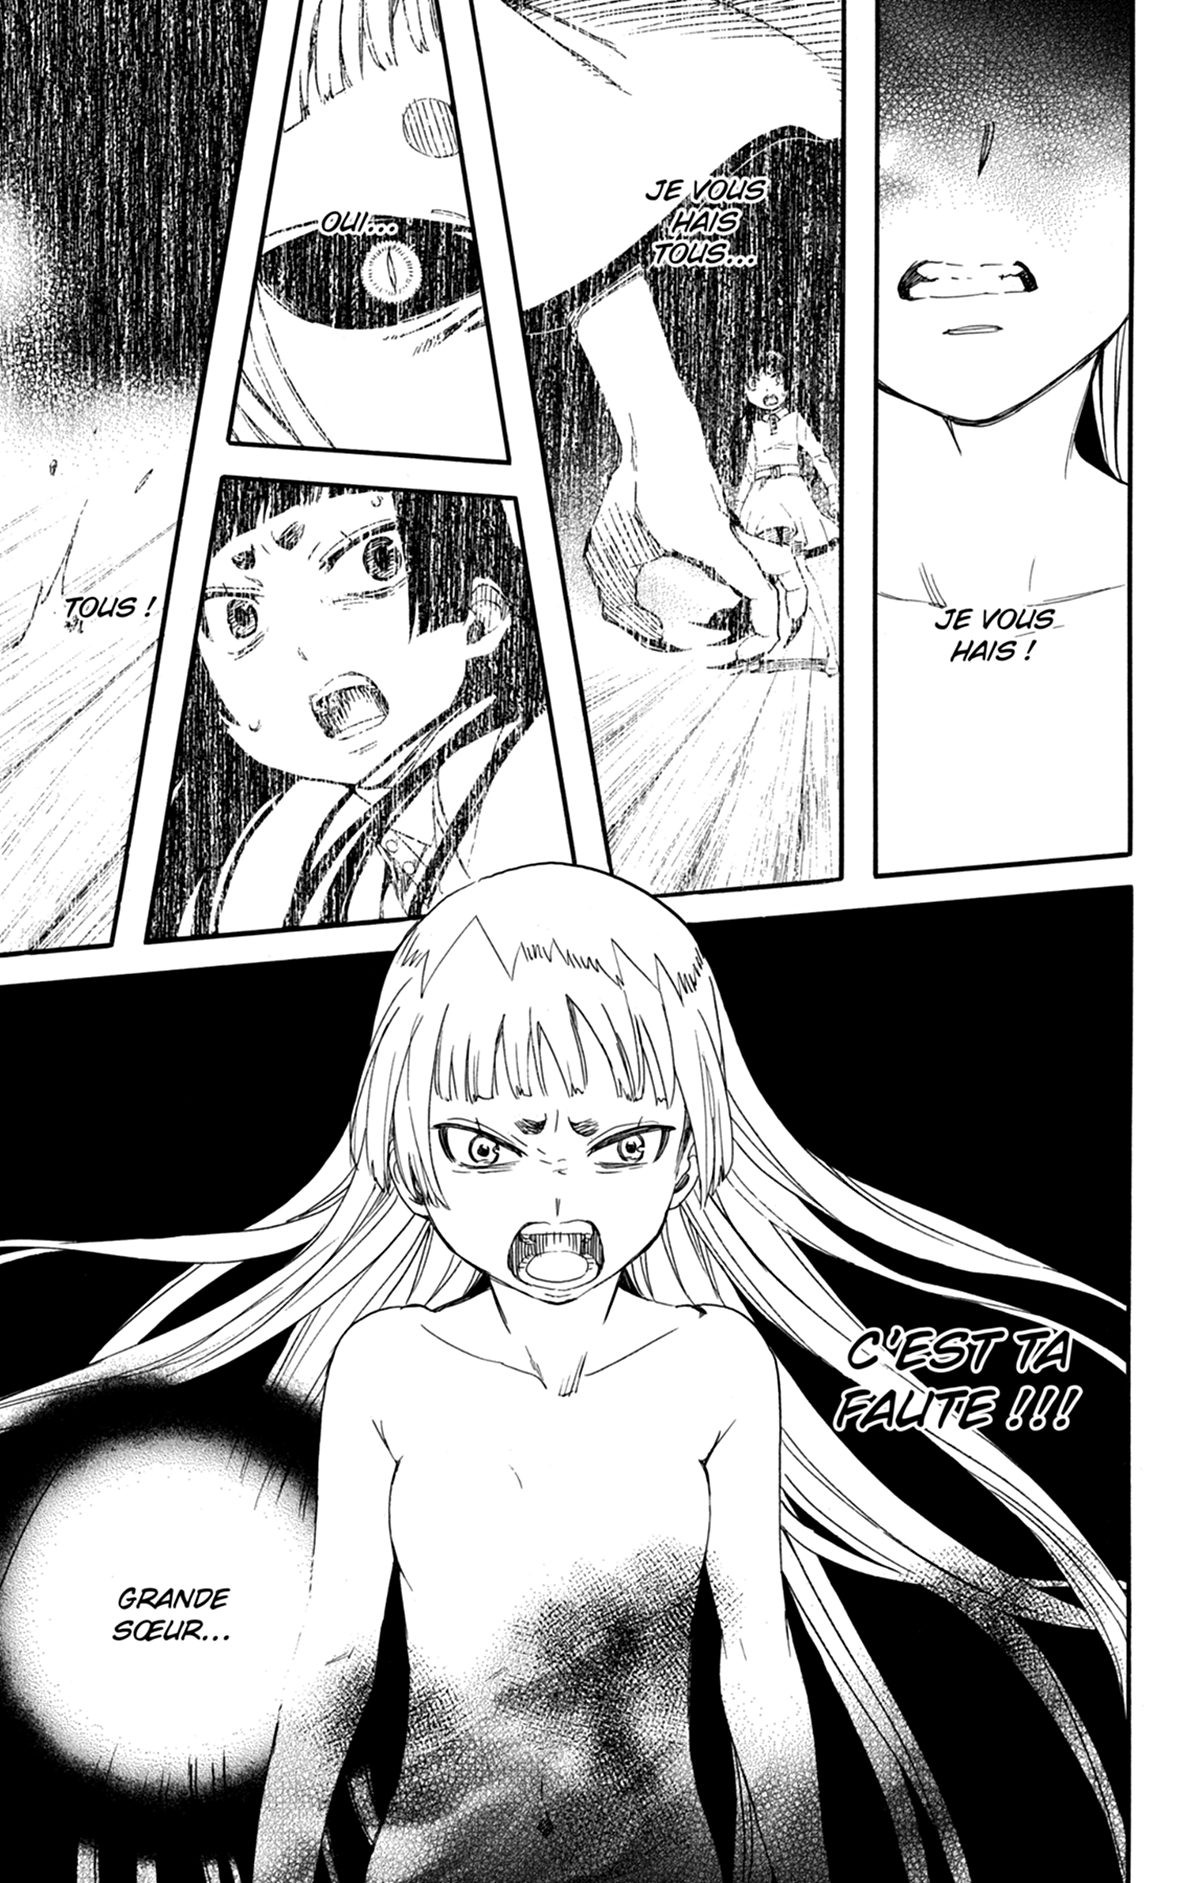 JE VOUS
HAIS !
JE VOUS
HAIS
TOUS...
OUI...
TOUS !
C'EST TA
FAUTE !!!
GRANDE
SŒUR...